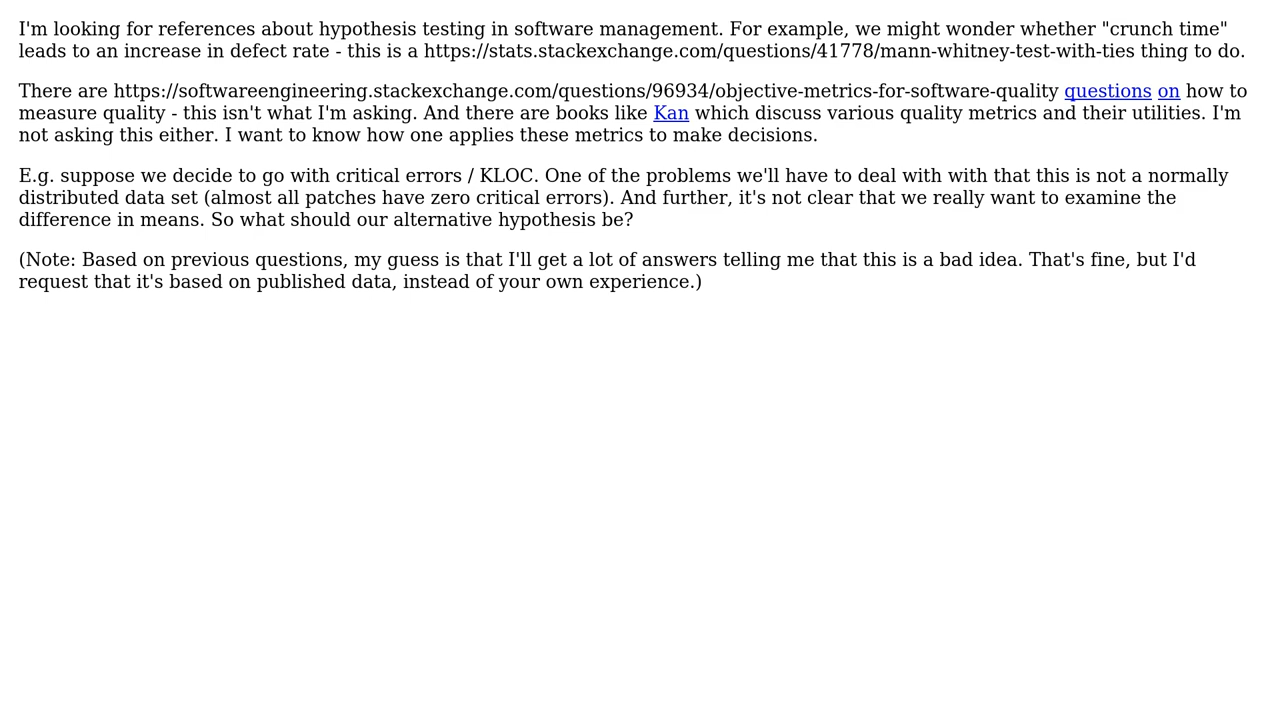 I'm looking for references about hypothesis testing in software management. For example, we might wonder whether "crunch time"
leads to an increase in defect rate - this is a https://stats.stackexchange.com/questions/41778/mann-whitney-test-with-ties thing to do.
There are https://softwareengineering.stackexchange.com/questions/96934/objective-metrics-for-software-quality questions on how to
measure quality - this isn't what I'm asking. And there are books like Kan which discuss various quality metrics and their utilities. I'm
not asking this either. I want to know how one applies these metrics to make decisions.
E.g. suppose we decide to go with critical errors / KLOC. One of the problems we'll have to deal with with that this is not a normally
distributed data set (almost all patches have zero critical errors). And further, it's not clear that we really want to examine the
difference in means. So what should our alternative hypothesis be?
(Note: Based on previous questions, my guess is that I'll get a lot of answers telling me that this is a bad idea. That's fine, but I'd
request that it's based on published data, instead of your own experience.)